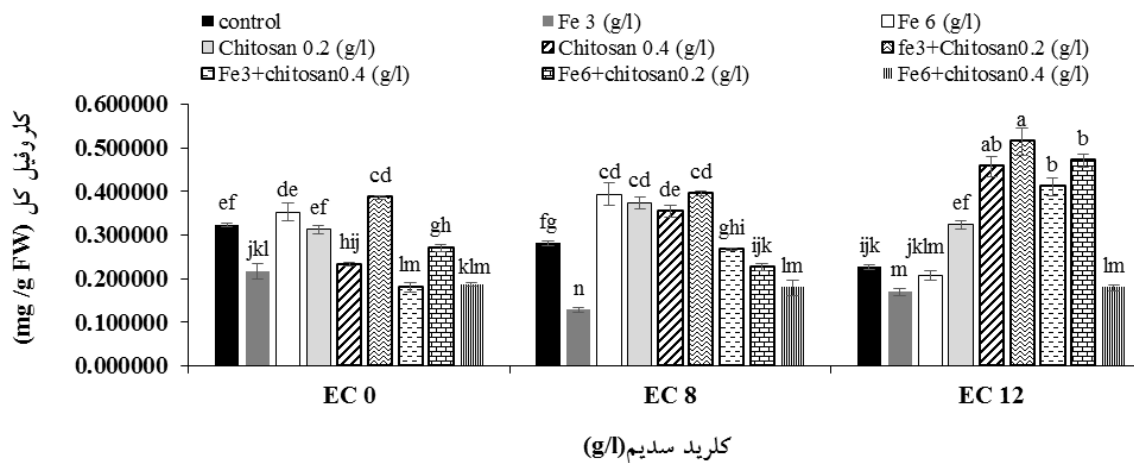 control Fe 3 (g/l) Fe 6 (g/l)
Chitosan 0.2 (g/l) Chitosan 0.4 (g/l) fe3+Chitosan0.2 (g/l)
Fe3+chitosan0.4 (g/l) Fe6+chitosan0.2 (g/l) Fe6+chitosan0.4 (g/l)
کلروفیل کل
(mg /g FW)
0.600000
0.500000
0.400000
0.300000
0.200000
0.100000
0.000000
ef jkl de ef hij cd lm gh klm
fg n cd cd de cd ghi ijk lm
ijk m jklm ef ab a b b lm
EC 0 EC 8 EC 12
کلرید سدیم(g/l)